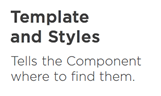 Template
and Styles
Tells the Component
where to find them.